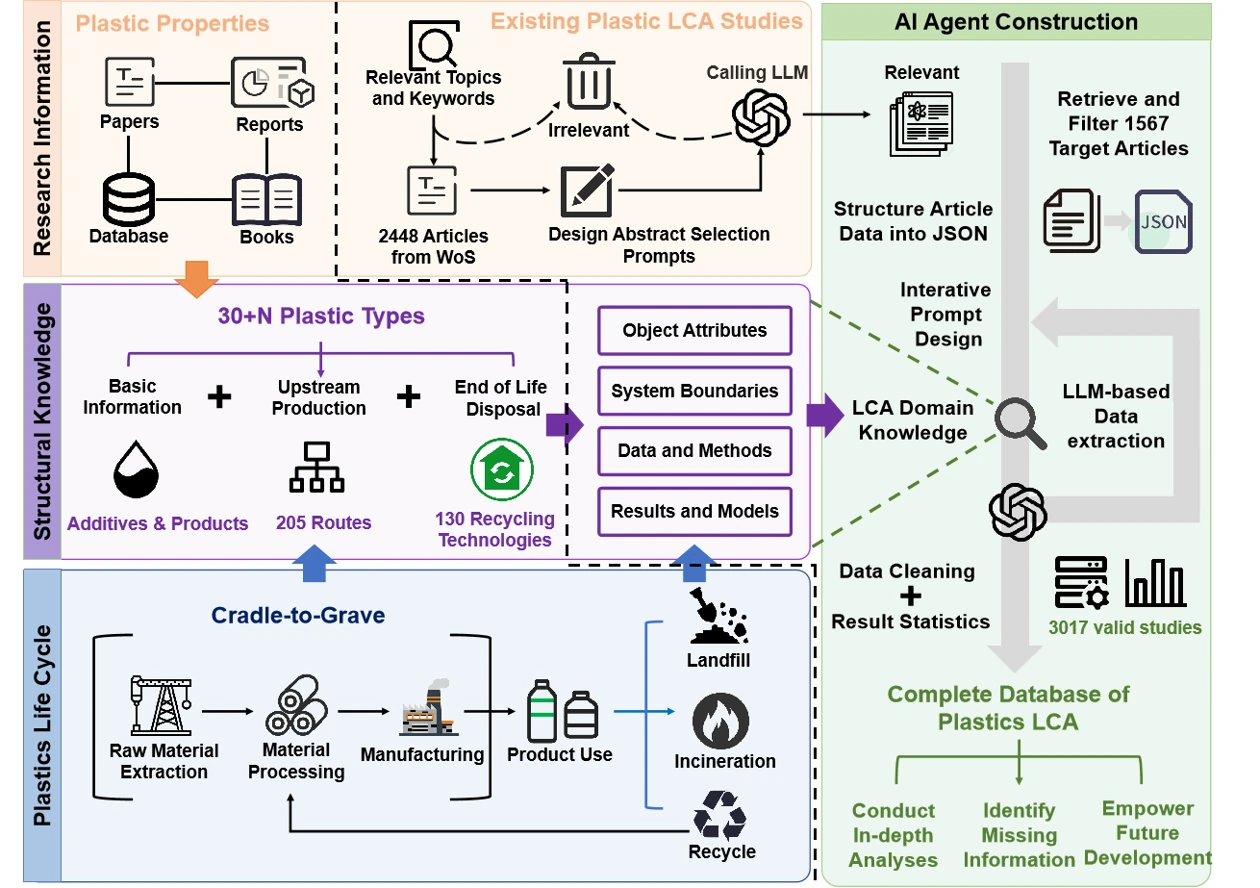 Research Information
Plastic Properties
Papers
Reports
Database
Books
Existing Plastic LCA Studies
Relevant Topics
and Keywords
Irrelevant
Calling LLM
2448 Articles
from WoS
Design Abstract Selection
Prompts
Structural Knowledge
30+N Plastic Types
Basic
Information
+
Upstream
Production
+
End of Life
Disposal
Additives & Products
205 Routes
130 Recycling
Technologies
Object Attributes
System Boundaries
Data and Methods
Results and Models
Plastics Life Cycle
Cradle-to-Grave
Raw Material
Extraction
Material
Processing
Manufacturing
Product Use
Landfill
Incineration
Recycle
AI Agent Construction
Relevant
Retrieve and
Filter 1567
Target Articles
Structure Article
Data into JSON
JSON
Interative
Prompt
Design
LCA Domain
Knowledge
LLM-based
Data
extraction
Data Cleaning
+
Result Statistics
3017 valid studies
Complete Database of
Plastics LCA
Conduct
In-depth
Analyses
Identify
Missing
Information
Empower
Future
Development